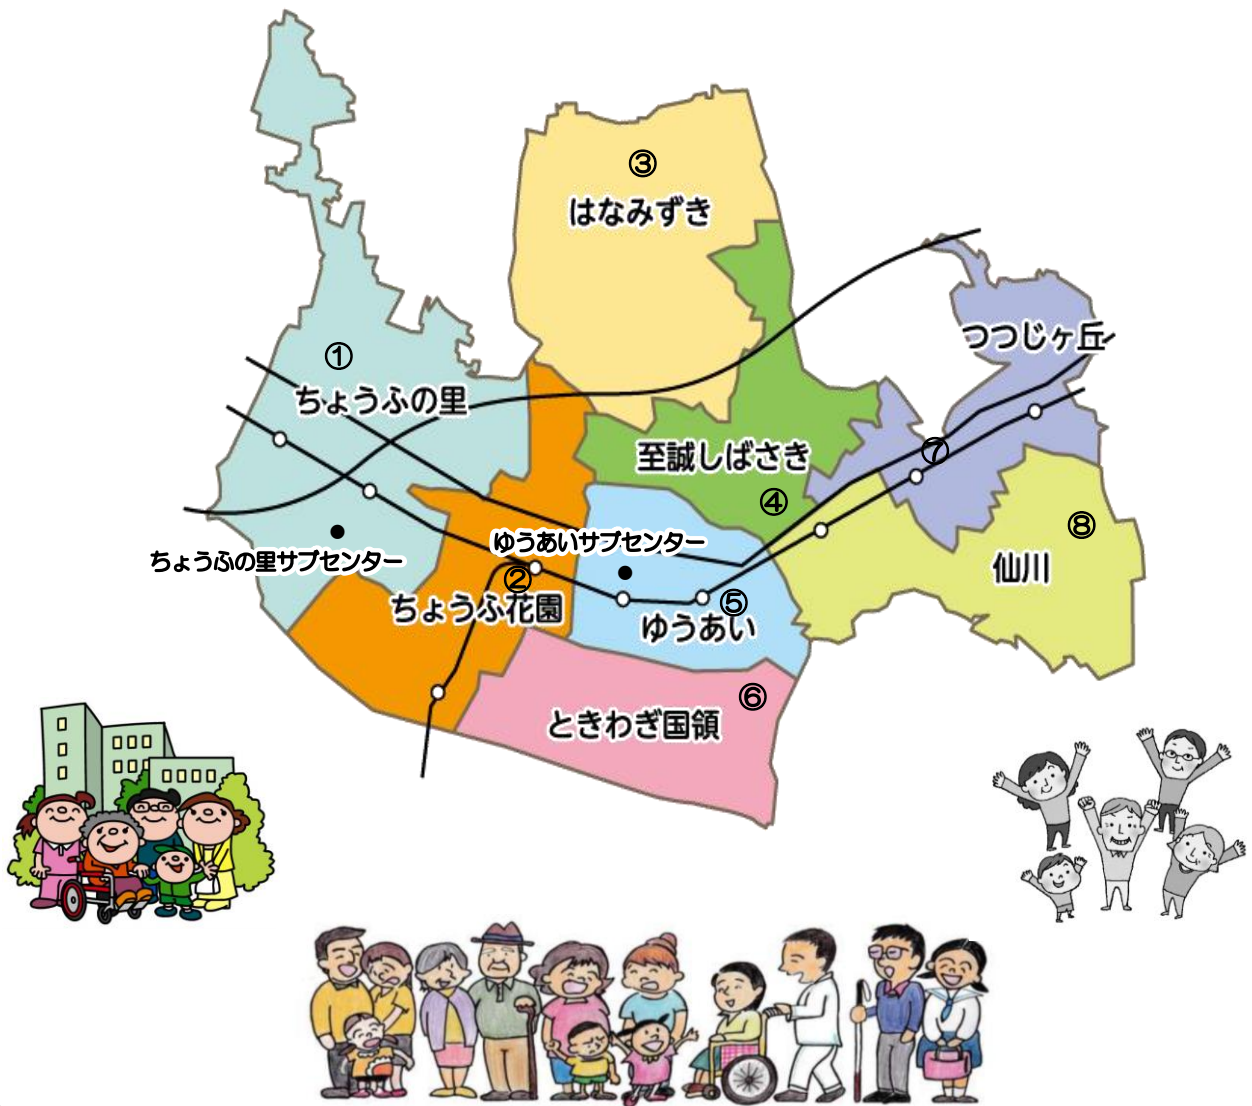 ③
はなみずき
つつじヶ丘
①
ちょうふの里
⑦
至誠しばさき
④
⑧
ゆうあいサブセンター
ちょうふの里サブセンター
仙川
②
ちょうふ花園
⑤
ゆうあい
⑥
ときわぎ国領